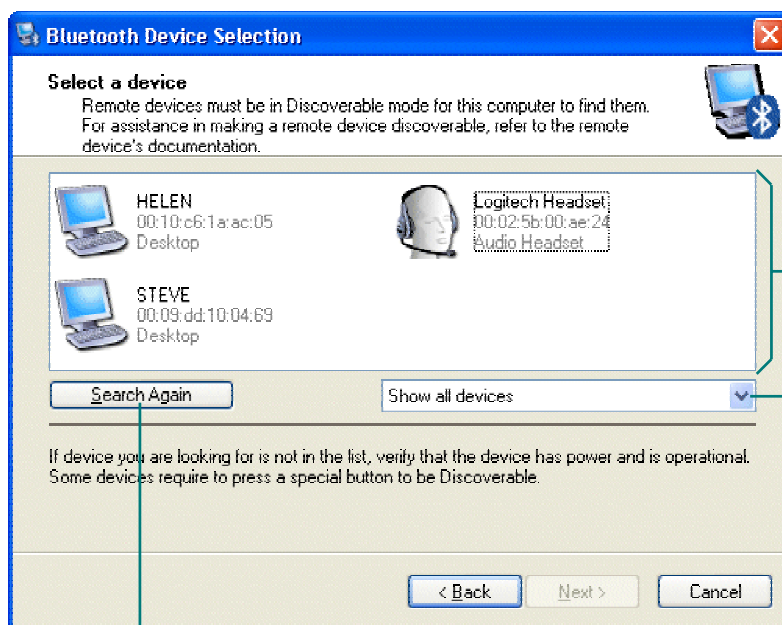 Bluetooth Device Selection
Select a device
Remote devices must be in Discoverable mode for this computer to find them.
For assistance in making a remote device discoverable, refer to the remote
device's documentation.
HELEN
00:10:c6:1a:ac:05
Desktop
Logitech Headset
00:02:5b:00:ae:24
Audio Headset
STEVE
00:09:dd:10:04:69
Desktop
Search Again
Show all devices
If device you are looking for is not in the list, verify that the device has power and is operational.
Some devices require to press a special button to be Discoverable.
< Back
Next >
Cancel